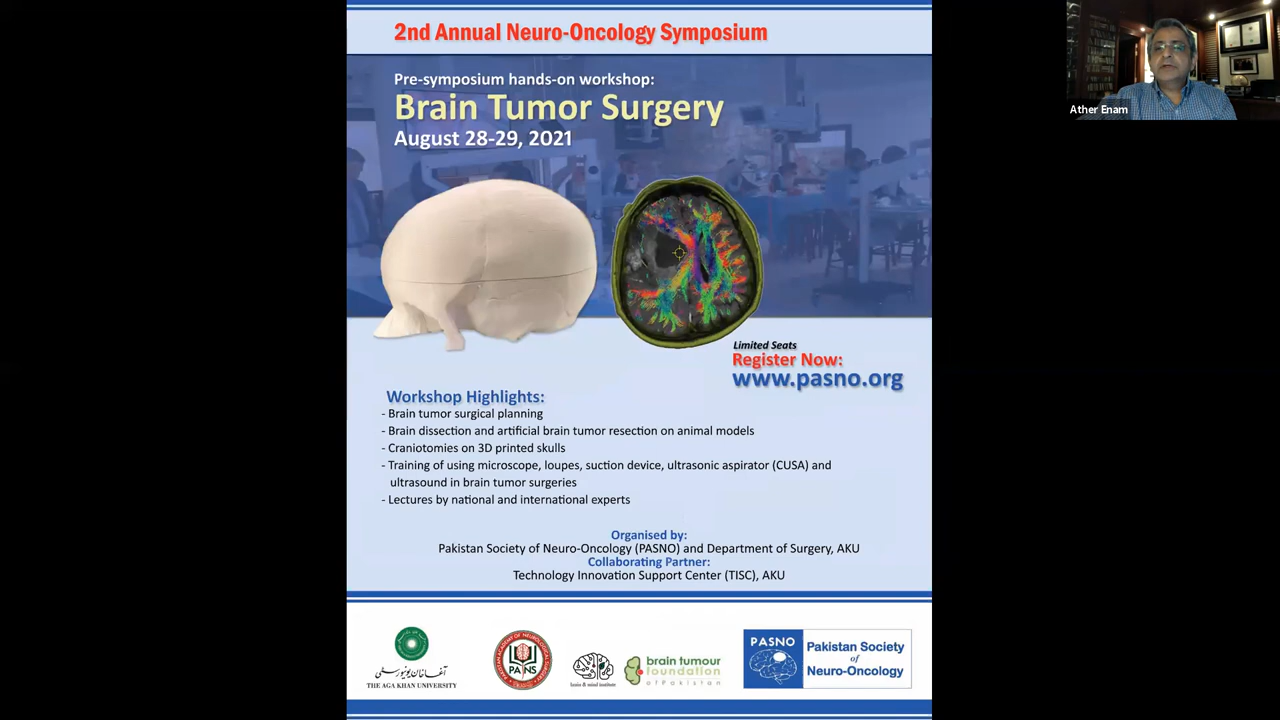 2nd Annual Neuro-Oncology Symposium
Ather Enam
Pre-symposium hands-on workshop:
Brain Tumor Surgery
August 28-29, 2021
Limited Seats
Register Now:
www.pasno.org
Workshop Highlights:
- Brain tumor surgical planning
- Brain dissection and artificial brain tumor resection on animal models
- Craniotomies on 3D printed skulls
- Training of using microscope, loupes, suction device, ultrasonic aspirator (CUSA) and
ultrasound in brain tumor surgeries
- Lectures by national and international experts
Organised by:
Pakistan Society of Neuro-Oncology (PASNO) and Department of Surgery, AKU
Collaborating Partner:
Technology Innovation Support Center (TISC), AKU
THE AGA KHAN UNIVERSITY
PANS
brain & mind institute
brain tumour
foundation
of Pakistan
PASNO
Pakistan Society
of
Neuro-Oncology